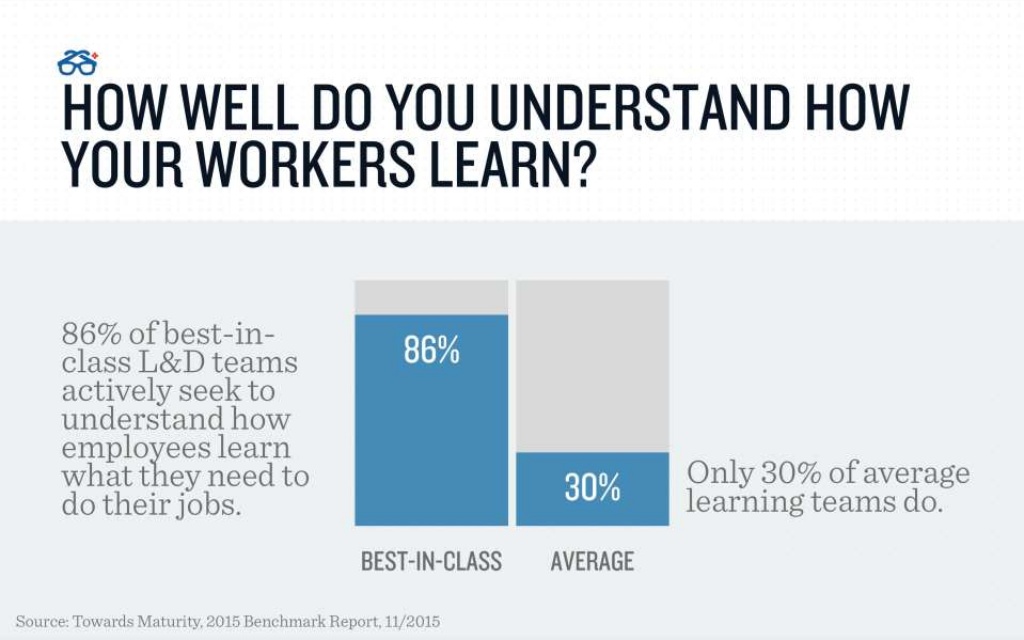 HOW WELL DO YOU UNDERSTAND HOW
YOUR WORKERS LEARN?
86% of best-in-
class L&D teams
actively seek to
understand how
employees learn
what they need to
do their jobs.
86%
30%
Only 30% of average
learning teams do.
BEST-IN-CLASS
AVERAGE
Source: Towards Maturity, 2015 Benchmark Report, 11/2015